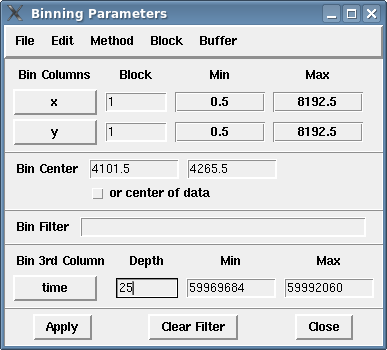 Binning Parameters
File Edit Method Block Buffer
Bin Columns Block Min Max
x 1 0.5 8192.5
y 1 0.5 8192.5
Bin Center 4101.5 4265.5
or center of data
Bin Filter
Bin 3rd Column Depth Min Max
time 25 59969684 59992060
Apply Clear Filter Close